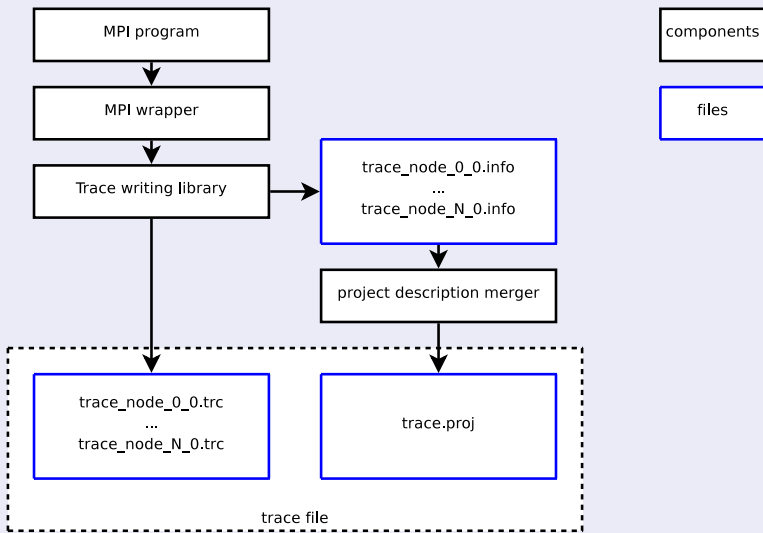 MPI program
components
MPI wrapper
files
Trace writing library
trace_node_0_0.info
...
trace_node_N_0.info
project description merger
trace_node_0_0.trc
...
trace_node_N_0.trc
trace.proj
trace file